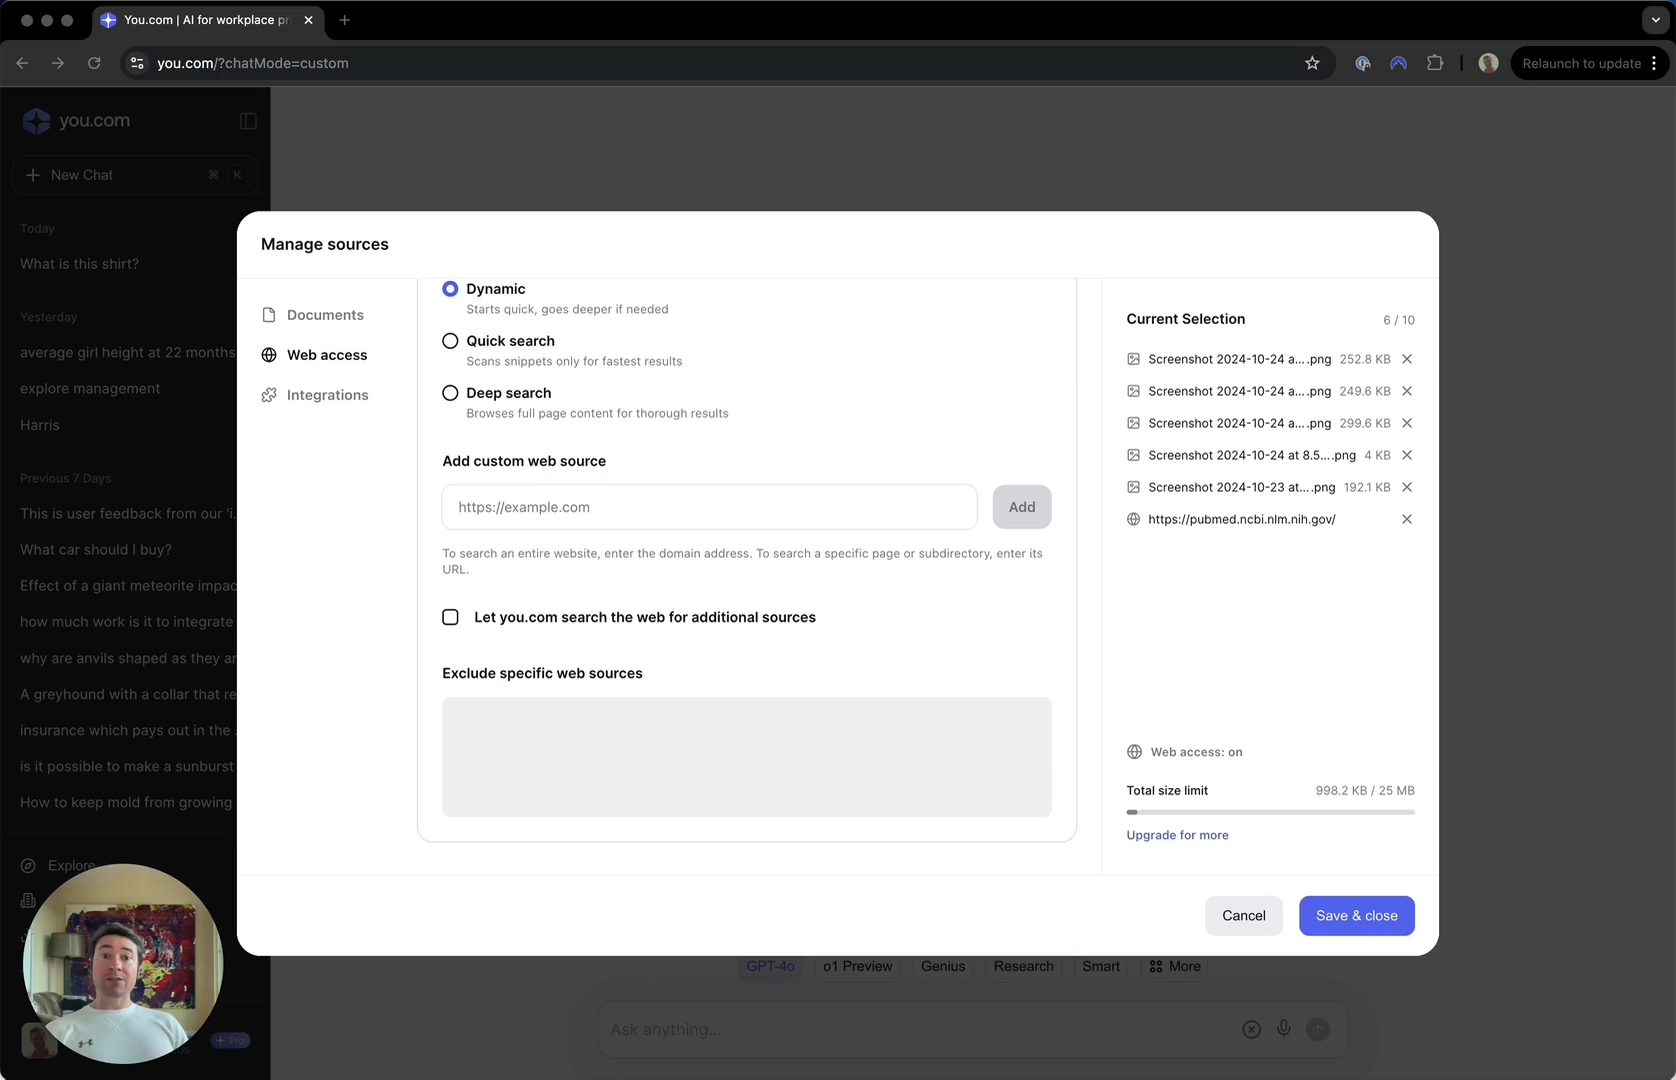 You.com | AI for workplace pr
you.com/?chatMode=custom
Relaunch to update
you.com
New Chat
⌘ K
Today
What is this shirt?
Yesterday
average girl height at 22 months
explore management
Harris
Previous 7 Days
This is user feedback from our 'i..
What car should I buy?
Effect of a giant meteorite impac
how much work is it to integrate
why are anvils shaped as they ar
A greyhound with a collar that re
insurance which pays out in the .
is it possible to make a sunburst
How to keep mold from growing
Explore
Pro
Manage sources
Documents
Web access
Integrations
Dynamic
Starts quick, goes deeper if needed
Quick search
Scans snippets only for fastest results
Deep search
Browses full page content for thorough results
Add custom web source
https://example.com
Add
To search an entire website, enter the domain address. To search a specific page or subdirectory, enter its
URL.
Let you.com search the web for additional sources
Exclude specific web sources
Current Selection 6 / 10
Screenshot 2024-10-24 a... .png 252.8 KB
Screenshot 2024-10-24 a... .png 249.6 KB
Screenshot 2024-10-24 a... .png 299.6 KB
Screenshot 2024-10-24 at 8.5... .png 4 KB
Screenshot 2024-10-23 at... .png 192.1 KB
https://pubmed.ncbi.nlm.nih.gov/
Web access: on
Total size limit 998.2 KB / 25 MB
Upgrade for more
Cancel
Save & close
GPT-4o
o1 Preview
Genius
Research
Smart
More
Ask anything...